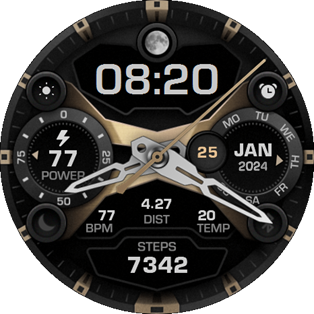 08:20
0
25
50
75
77
POWER
25
JAN
2024
MO
TU
WE
TH
FR
SA
77
BPM
4.27
DIST
20
TEMP
STEPS
7342